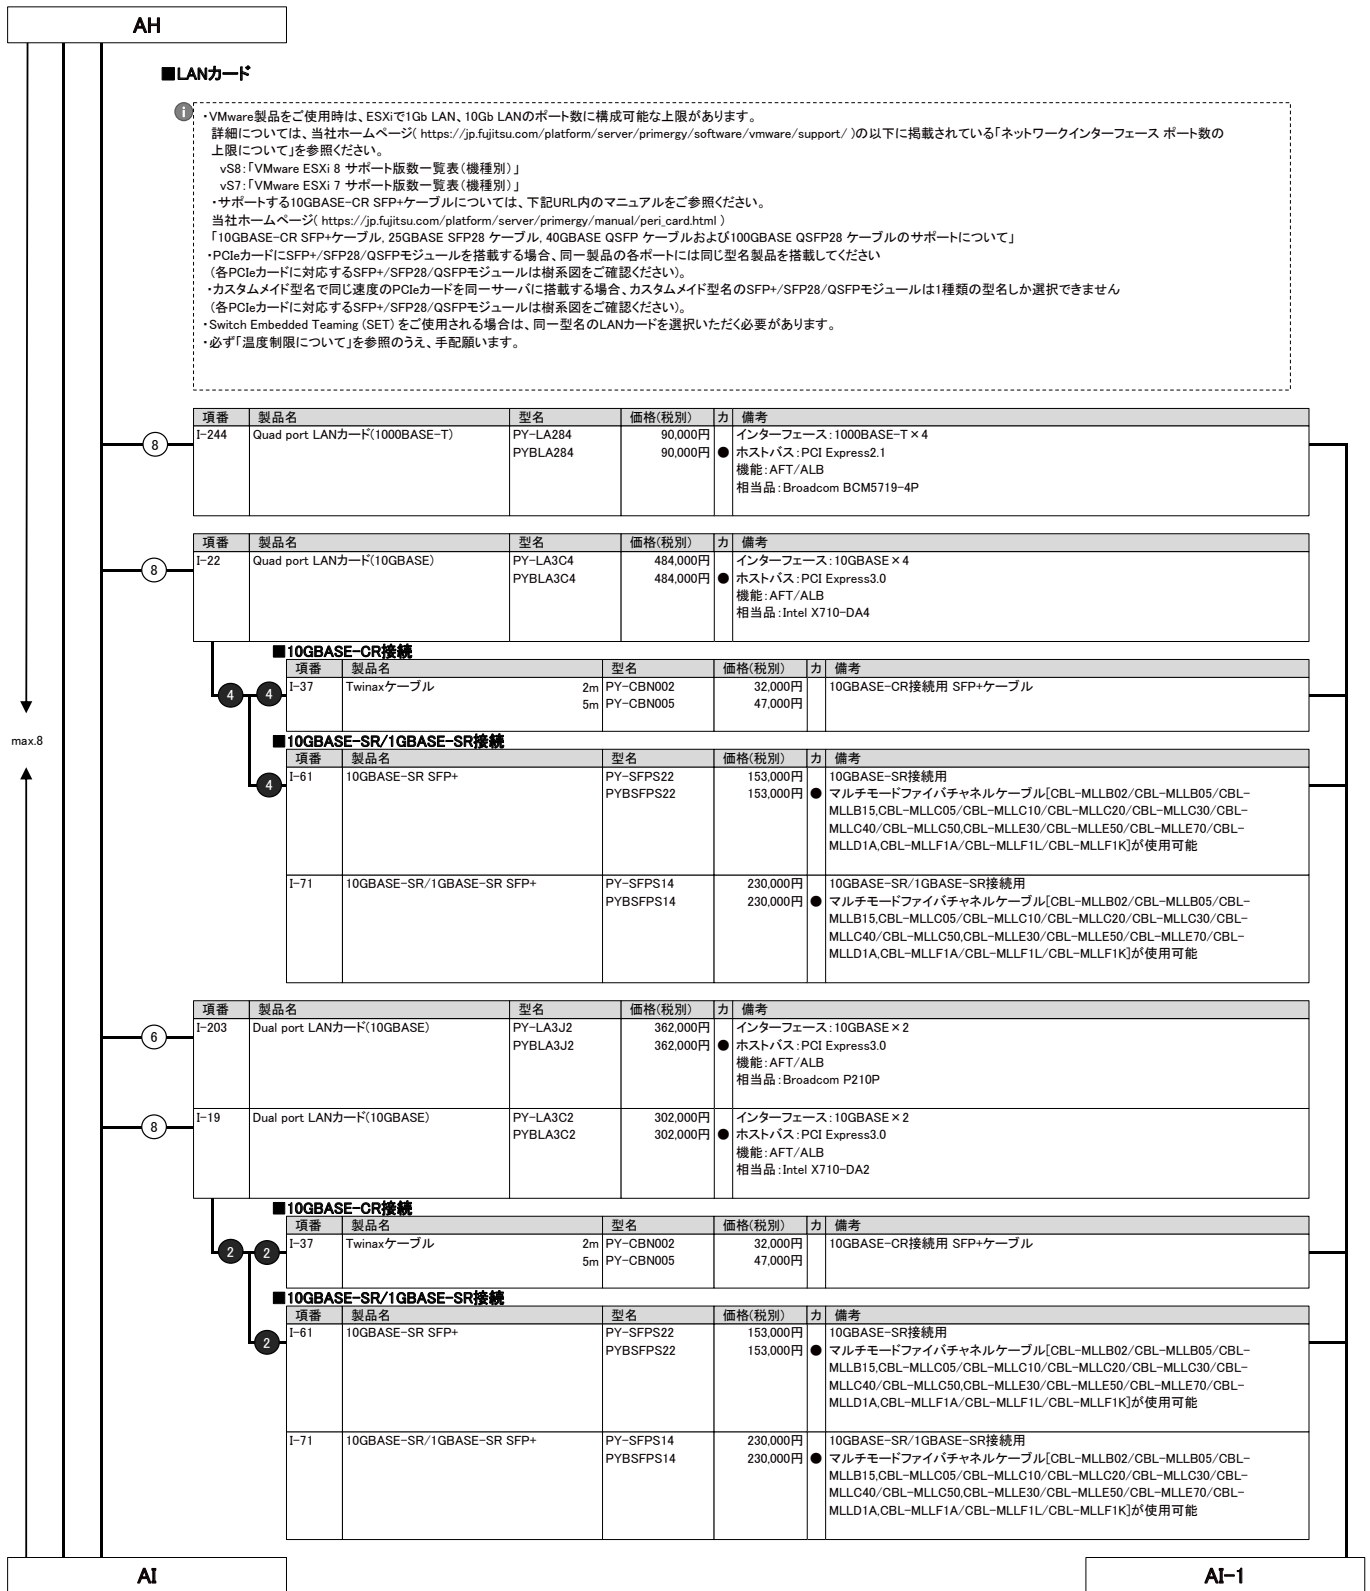 AH
■LANカード
・VMware製品をご使用時は、ESXiで1Gb LAN、10Gb LANのポート数に構成可能な上限があります。
詳細については、当社ホームページ( https://jp.fujitsu.com/platform/server/primergy/software/vmware/support/ )の以下に掲載されている「ネットワークインターフェース ポート数の
上限について」を参照ください。
vS8:「VMware ESXi 8 サポート版数一覧表(機種別)」
vS7:「VMware ESXi 7 サポート版数一覧表(機種別)」
・サポートする10GBASE-CR SFP+ケーブルについては、下記URL内のマニュアルをご参照ください。
当社ホームページ( https://jp.fujitsu.com/platform/server/primergy/manual/peri_card.html )
「10GBASE-CR SFP+ケーブル, 25GBASE SFP28 ケーブル, 40GBASE QSFP ケーブルおよび100GBASE QSFP28 ケーブルのサポートについて」
・PCIeカードにSFP+/SFP28/QSFPモジュールを搭載する場合、同一製品の各ポートには同じ型名製品を搭載してください
(各PCIeカードに対応するSFP+/SFP28/QSFPモジュールは樹系図をご確認ください)。
・カスタムメイド型名で同じ速度のPCIeカードを同一サーバに搭載する場合、カスタムメイド型名のSFP+/SFP28/QSFPモジュールは1種類の型名しか選択できません
(各PCIeカードに対応するSFP+/SFP28/QSFPモジュールは樹系図をご確認ください)。
・Switch Embedded Teaming (SET) をご使用される場合は、同一型名のLANカードを選択いただく必要があります。
・必ず「温度制限について」を参照のうえ、手配願います。
項番 製品名 型名 価格(税別) カ 備考
8 I-244 Quad port LANカード(1000BASE-T) PY-LA284 90,000円 インターフェース:1000BASE-T×4
PYBLA284 90,000円 ● ホストバス:PCI Express2.1
機能:AFT/ALB
相当品:Broadcom BCM5719-4P
項番 製品名 型名 価格(税別) カ 備考
8 I-22 Quad port LANカード(10GBASE) PY-LA3C4 484,000円 インターフェース:10GBASE×4
PYBLA3C4 484,000円 ● ホストバス:PCI Express3.0
機能:AFT/ALB
相当品:Intel X710-DA4
■10GBASE-CR接続
項番 製品名 型名 価格(税別) カ 備考
4 4 I-37 Twinaxケーブル 2m PY-CBN002 32,000円 10GBASE-CR接続用 SFP+ケーブル
5m PY-CBN005 47,000円
max.8
■10GBASE-SR/1GBASE-SR接続
項番 製品名 型名 価格(税別) カ 備考
4 I-61 10GBASE-SR SFP+ PY-SFPS22 153,000円 10GBASE-SR接続用
PYBSFPS22 153,000円 ● マルチモードファイバチャネルケーブル[CBL-MLLB02/CBL-MLLB05/CBL-
MLLB15,CBL-MLLC05/CBL-MLLC10/CBL-MLLC20/CBL-MLLC30/CBL-
MLLC40/CBL-MLLC50,CBL-MLLE30/CBL-MLLE50/CBL-MLLE70/CBL-
MLLD1A,CBL-MLLF1A/CBL-MLLF1L/CBL-MLLF1K]が使用可能
I-71 10GBASE-SR/1GBASE-SR SFP+ PY-SFPS14 230,000円 10GBASE-SR/1GBASE-SR接続用
PYBSFPS14 230,000円 ● マルチモードファイバチャネルケーブル[CBL-MLLB02/CBL-MLLB05/CBL-
MLLB15,CBL-MLLC05/CBL-MLLC10/CBL-MLLC20/CBL-MLLC30/CBL-
MLLC40/CBL-MLLC50,CBL-MLLE30/CBL-MLLE50/CBL-MLLE70/CBL-
MLLD1A,CBL-MLLF1A/CBL-MLLF1L/CBL-MLLF1K]が使用可能
項番 製品名 型名 価格(税別) カ 備考
6 I-203 Dual port LANカード(10GBASE) PY-LA3J2 362,000円 インターフェース:10GBASE×2
PYBLA3J2 362,000円 ● ホストバス:PCI Express3.0
機能:AFT/ALB
相当品:Broadcom P210P
8 I-19 Dual port LANカード(10GBASE) PY-LA3C2 302,000円 インターフェース:10GBASE×2
PYBLA3C2 302,000円 ● ホストバス:PCI Express3.0
機能:AFT/ALB
相当品:Intel X710-DA2
■10GBASE-CR接続
項番 製品名 型名 価格(税別) カ 備考
2 2 I-37 Twinaxケーブル 2m PY-CBN002 32,000円 10GBASE-CR接続用 SFP+ケーブル
5m PY-CBN005 47,000円
■10GBASE-SR/1GBASE-SR接続
項番 製品名 型名 価格(税別) カ 備考
2 I-61 10GBASE-SR SFP+ PY-SFPS22 153,000円 10GBASE-SR接続用
PYBSFPS22 153,000円 ● マルチモードファイバチャネルケーブル[CBL-MLLB02/CBL-MLLB05/CBL-
MLLB15,CBL-MLLC05/CBL-MLLC10/CBL-MLLC20/CBL-MLLC30/CBL-
MLLC40/CBL-MLLC50,CBL-MLLE30/CBL-MLLE50/CBL-MLLE70/CBL-
MLLD1A,CBL-MLLF1A/CBL-MLLF1L/CBL-MLLF1K]が使用可能
I-71 10GBASE-SR/1GBASE-SR SFP+ PY-SFPS14 230,000円 10GBASE-SR/1GBASE-SR接続用
PYBSFPS14 230,000円 ● マルチモードファイバチャネルケーブル[CBL-MLLB02/CBL-MLLB05/CBL-
MLLB15,CBL-MLLC05/CBL-MLLC10/CBL-MLLC20/CBL-MLLC30/CBL-
MLLC40/CBL-MLLC50,CBL-MLLE30/CBL-MLLE50/CBL-MLLE70/CBL-
MLLD1A,CBL-MLLF1A/CBL-MLLF1L/CBL-MLLF1K]が使用可能
AI AI-1